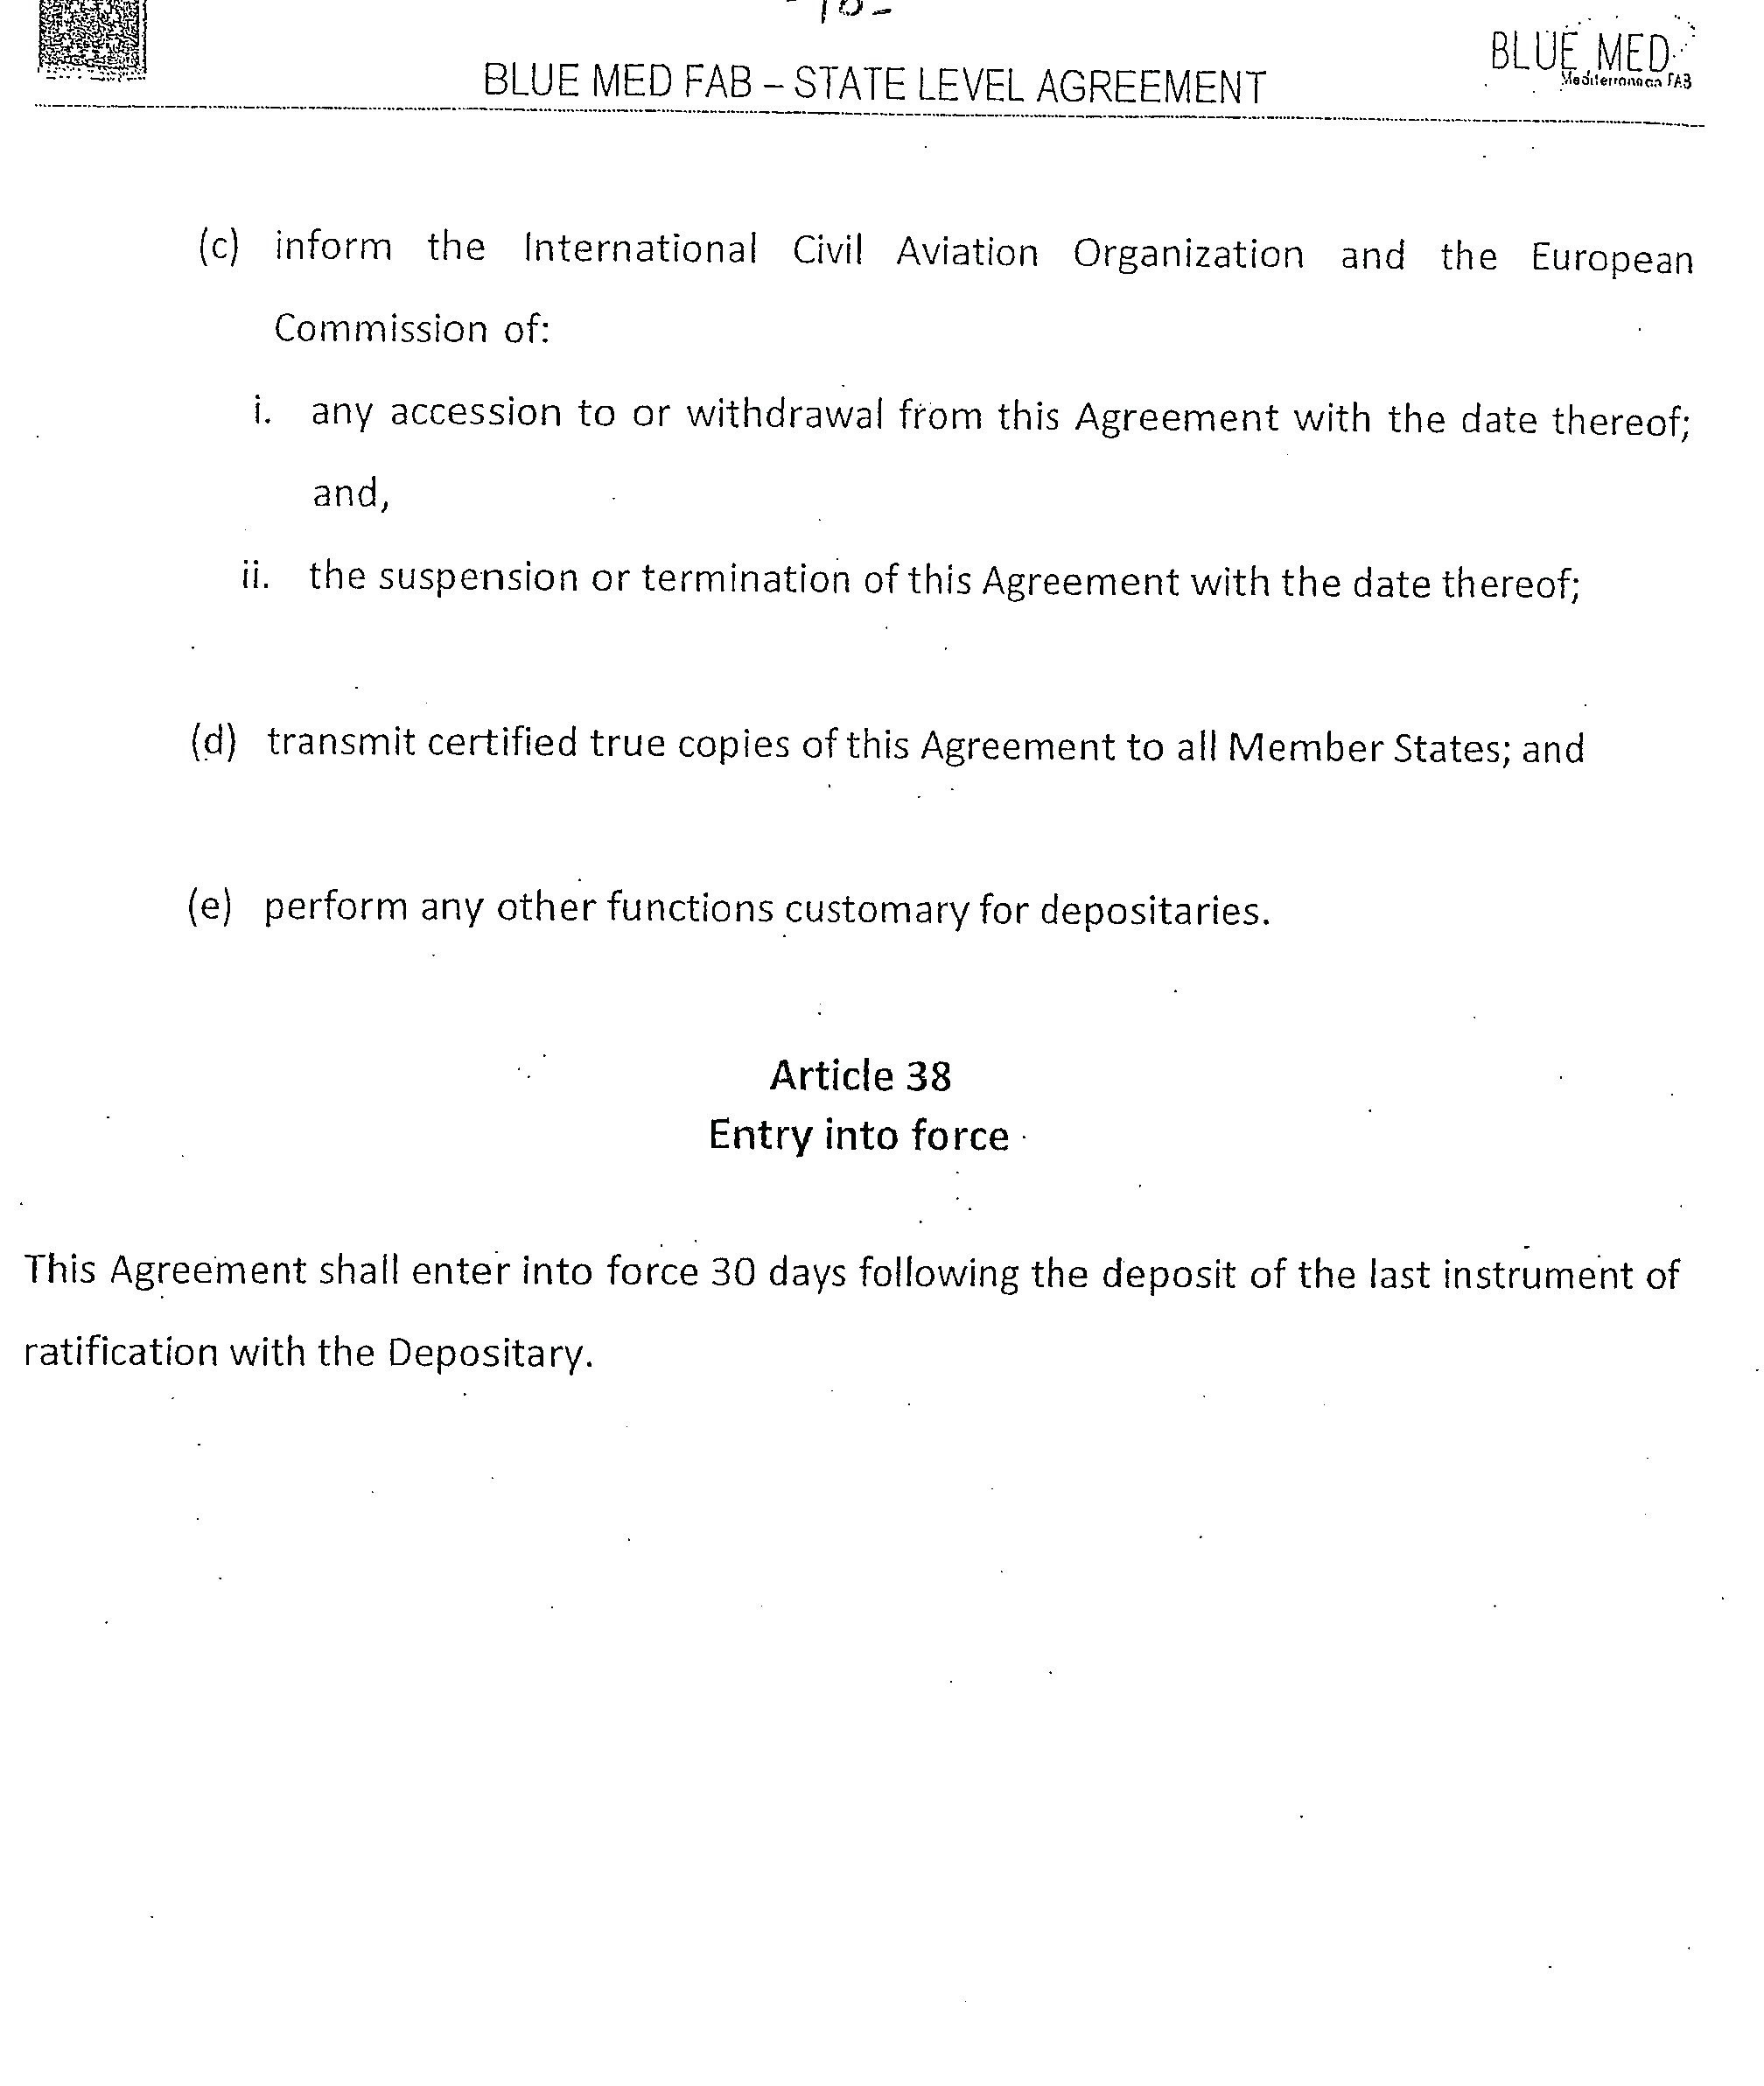 BLUE MED FAB – STATE LEVEL AGREEMENT
BLUE MED
Mediterranean FAB
(c) inform the International Civil Aviation Organization and the European
Commission of:
i. any accession to or withdrawal from this Agreement with the date thereof;
and,
ii. the suspension or termination of this Agreement with the date thereof;
(d) transmit certified true copies of this Agreement to all Member States; and
(e) perform any other functions customary for depositaries.
Article 38
Entry into force
This Agreement shall enter into force 30 days following the deposit of the last instrument of
ratification with the Depositary.